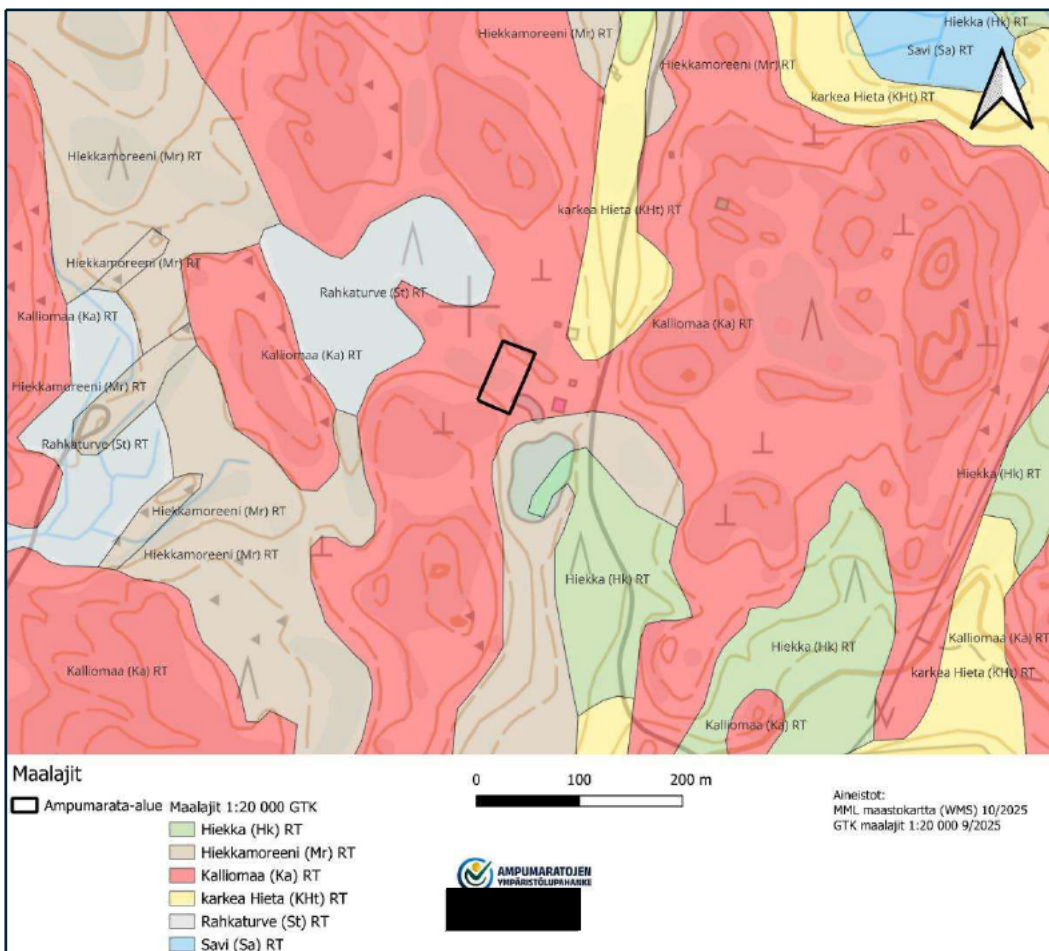 Hiekka (Hk) RT
Hiekkamoreeni (Mr) RT
Savi (Sa) RT
Hiekkamoreeni (Mr) RT
karkea Hieta (KHt) RT
Hiekkamoreeni (Mr) RT
karkea Hieta (KHt) RT
Hiekkamoreeni (Mr) RT
Rahkaturve (St) RT
Kalliomaa (Ka) RT
Kalliomaa (Ka) RT
Kalliomaa (Ka) RT
Hiekkamoreeni (Mr) RT
Rahkaturve (St) RT
Hiekka (Hk) RT
Hiekkamoreeni (Mr) RT
Hiekkamoreeni (Mr) RT
Hiekka (Hk) RT
Kalliomaa (Ka) RT
Hiekka (Hk) RT
Kalliomaa (Ka) RT
karkea Hieta (KHt) RT
Kalliomaa (Ka) RT
Maalajit
Ampumarata-alue
Maalajit 1:20 000 GTK
Hiekka (Hk) RT
Hiekkamoreeni (Mr) RT
Kalliomaa (Ka) RT
karkea Hieta (KHt) RT
Rahkaturve (St) RT
Savi (Sa) RT
0 100 200 m
AMPUMARATOJEN
YMPÄRISTÖLUPAHANKE
Aineistot:
MML maastokartta (WMS) 10/2025
GTK maalajit 1:20 000 9/2025